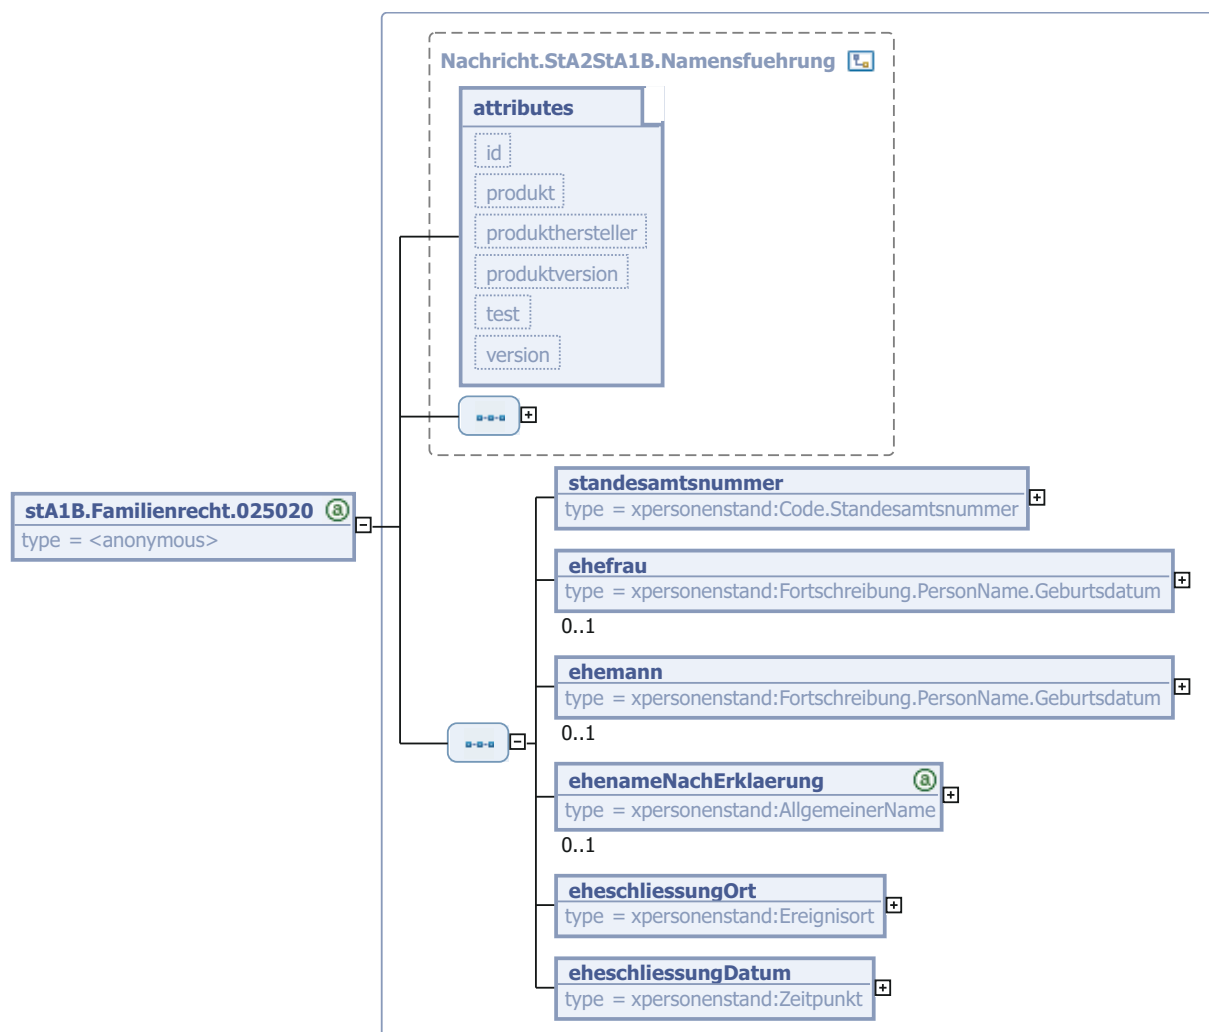 Nachricht.StA2StA1B.Namensfuehrung
attributes
id
produkt
produkthersteller
produktversion
test
version
stA1B.Familienrecht.025020
type = <anonymous>
standesamtsnummer
type = xpersonenstand:Code.Standesamtsnummer
ehefrau
type = xpersonenstand:Fortschreibung.PersonName.Geburtsdatum
0..1
ehemann
type = xpersonenstand:Fortschreibung.PersonName.Geburtsdatum
0..1
ehenameNachErklaerung
type = xpersonenstand:AllgemeinerName
0..1
eheschliessungOrt
type = xpersonenstand:Ereignisort
eheschliessungDatum
type = xpersonenstand:Zeitpunkt